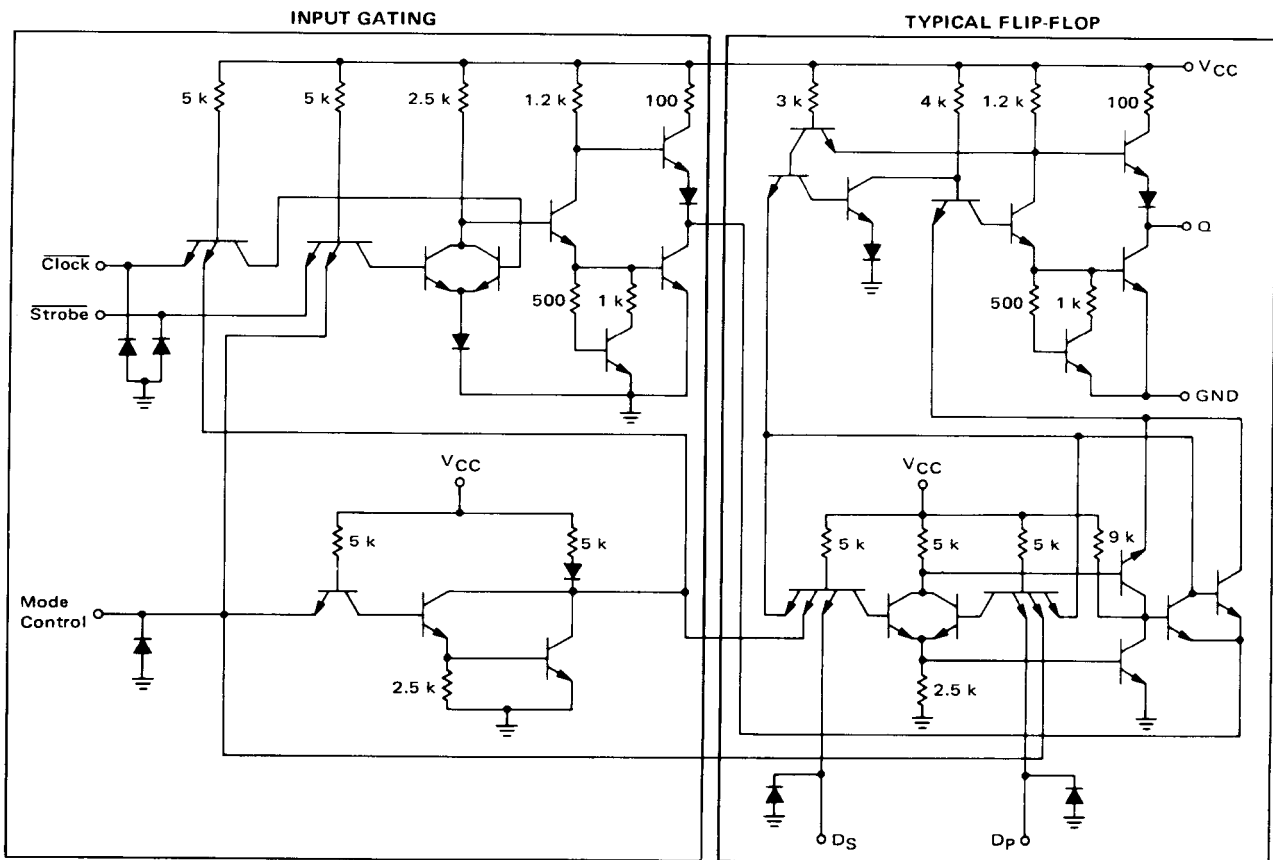 INPUT GATING
TYPICAL FLIP-FLOP
VCC
5 k
5 k
2.5 k
1.2 k
100
3 k
4 k
1.2 k
100
Q
Clock
Strobe
500
1 k
500
1 k
GND
VCC
VCC
5 k
5 k
5 k
5 k
5 k
9 k
Mode
Control
2.5 k
2.5 k
DS
DP